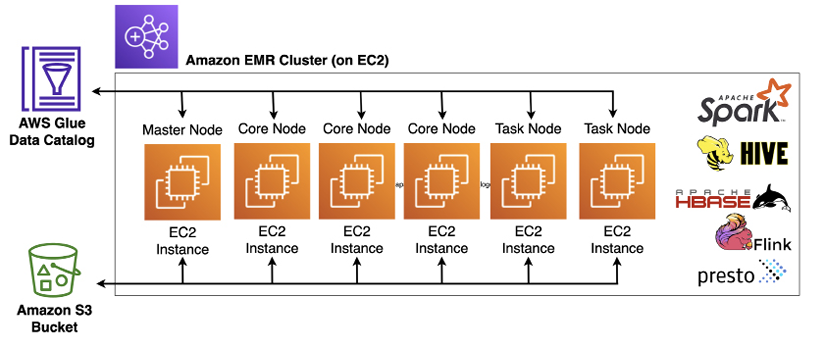 Amazon EMR Cluster (on EC2)
AWS Glue
Data Catalog
Master Node
Core Node
Core Node
Core Node
Task Node
Task Node
EC2
Instance
EC2
Instance
EC2
Instance
EC2
Instance
EC2
Instance
EC2
Instance
Amazon S3
Bucket
APACHE
Spark
HIVE
APACHE
HBASE
Flink
presto